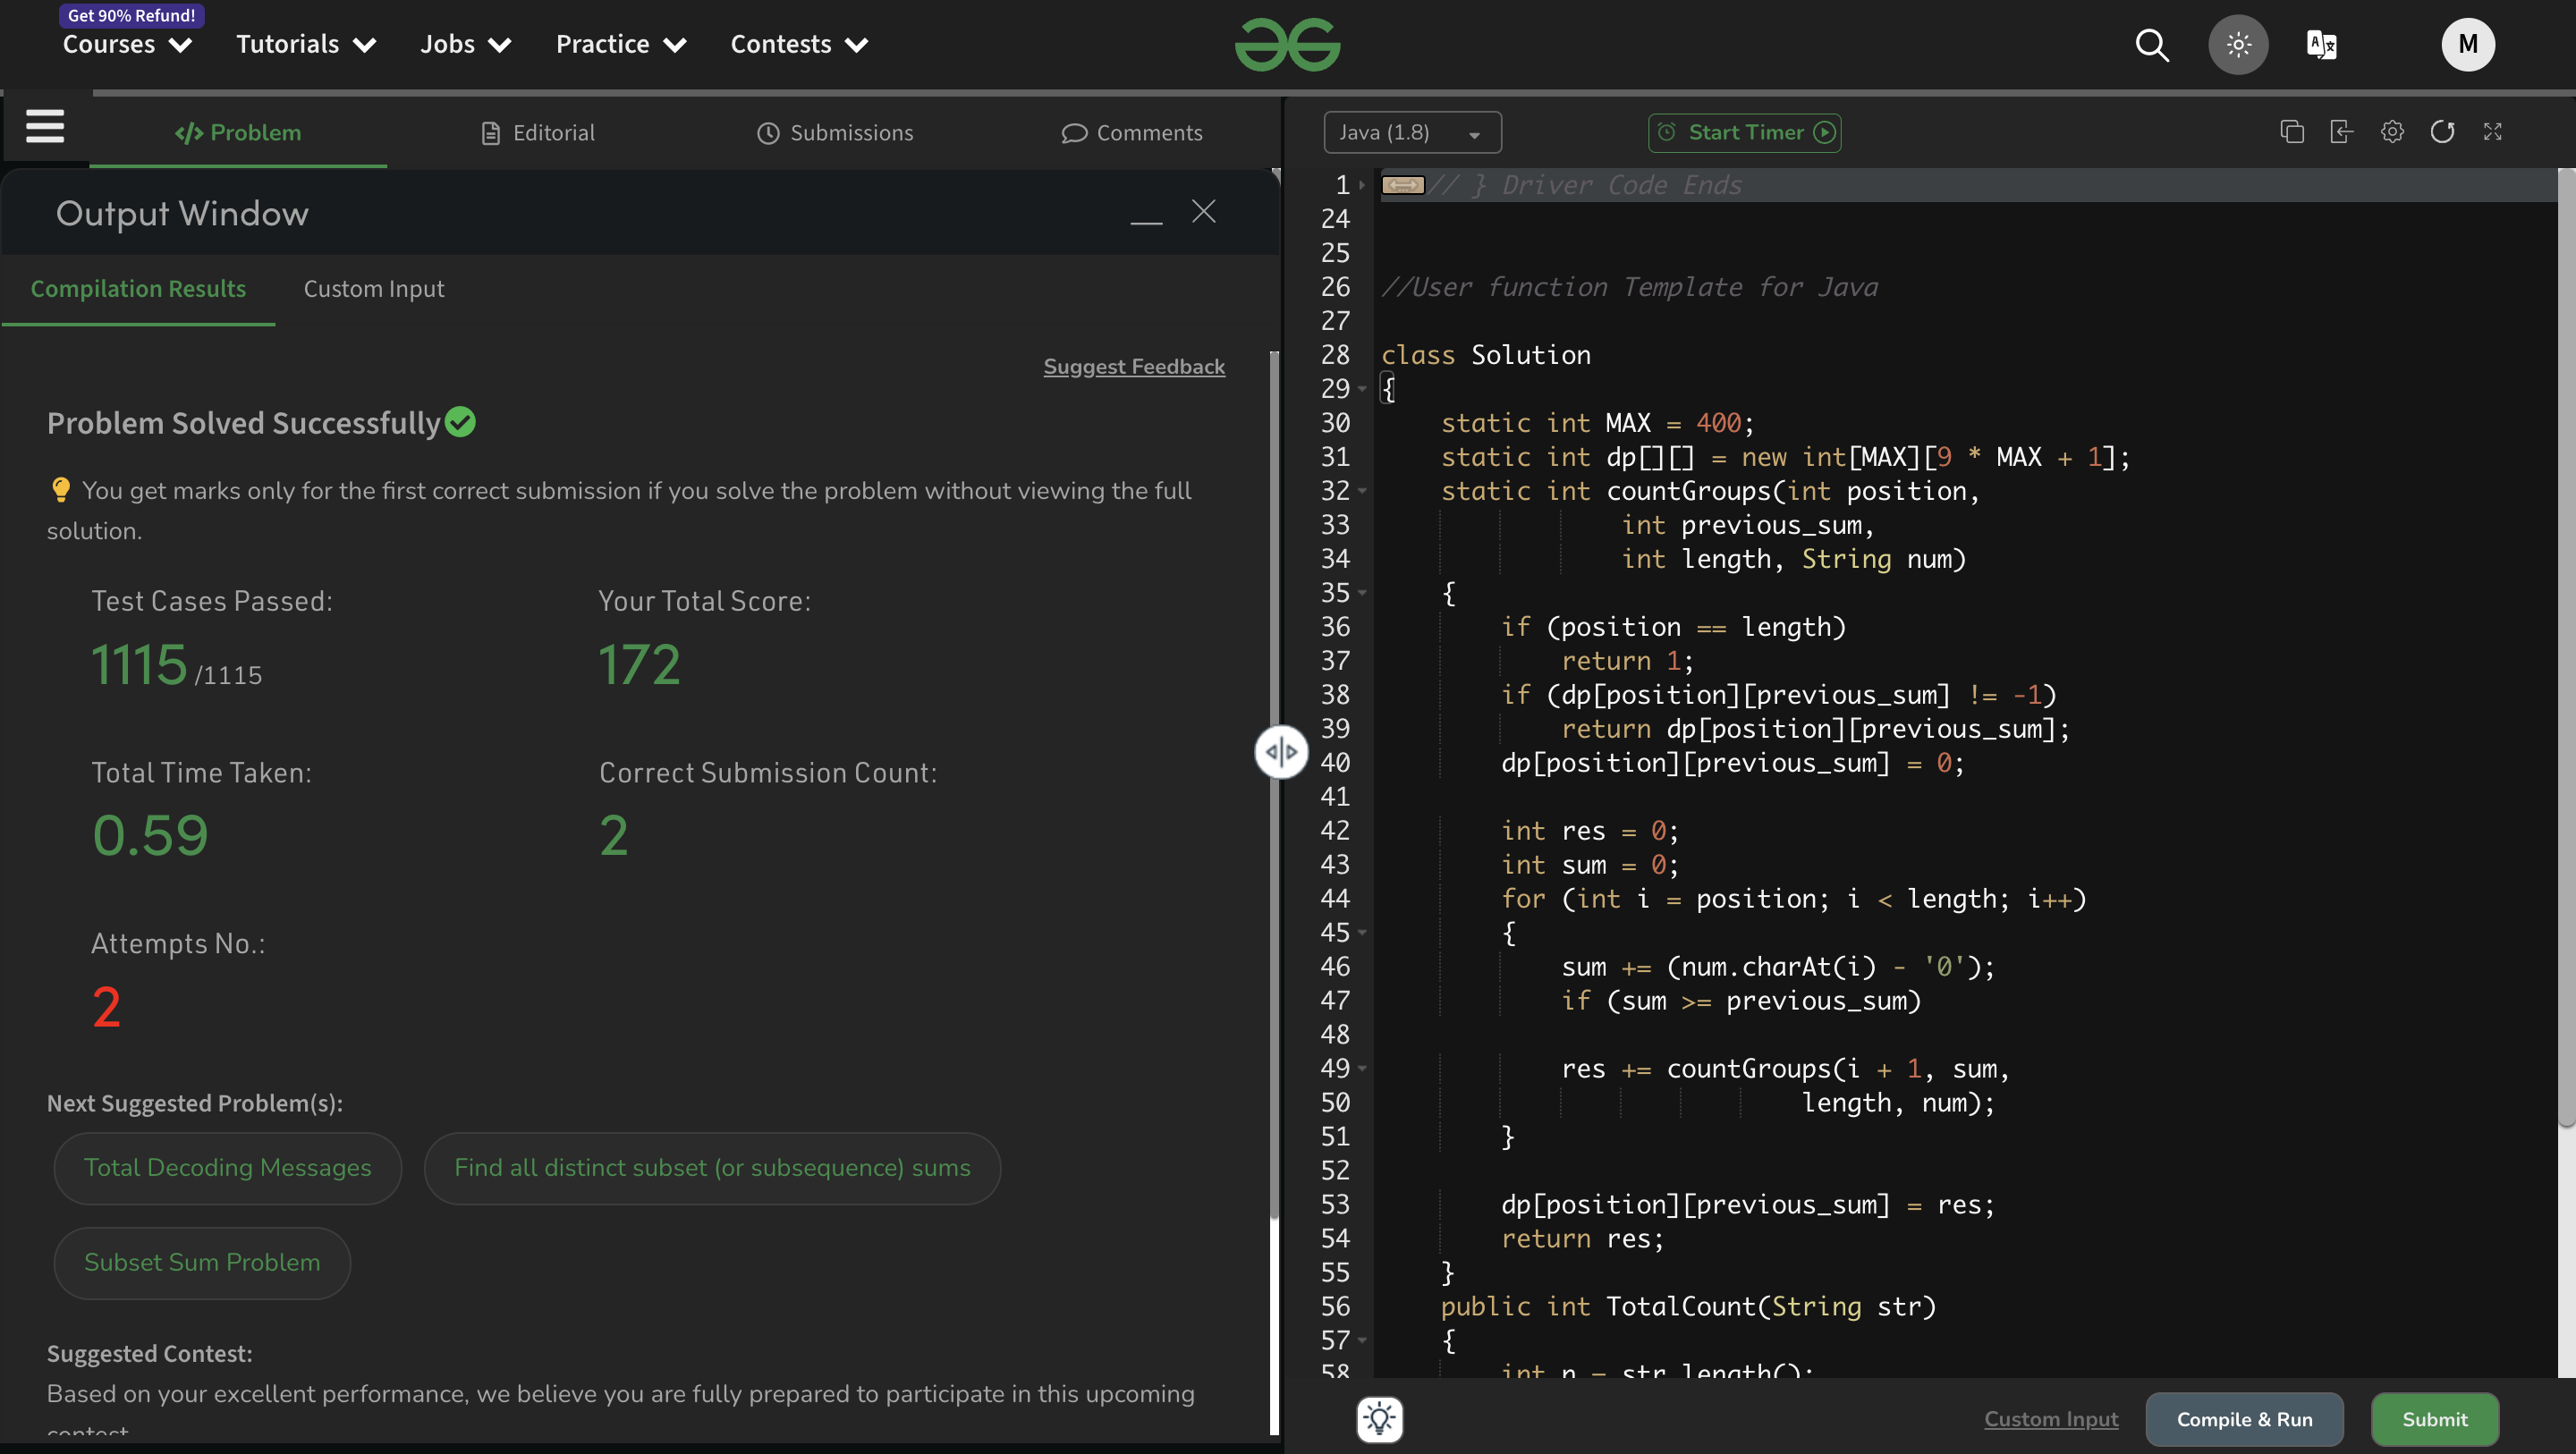 Get 90% Refund!
Courses Tutorials Jobs Practice Contests
M
Problem Editorial Submissions Comments
Output Window
Compilation Results Custom Input
Suggest Feedback
Problem Solved Successfully
You get marks only for the first correct submission if you solve the problem without viewing the full
solution.
Test Cases Passed: Your Total Score:
1115 /1115 172
Total Time Taken: Correct Submission Count:
0.59 2
Attempts No.:
2
Next Suggested Problem(s):
Total Decoding Messages Find all distinct subset (or subsequence) sums
Subset Sum Problem
Suggested Contest:
Based on your excellent performance, we believe you are fully prepared to participate in this upcoming
contest
Java (1.8) Start Timer
1 // } Driver Code Ends
24
25
26 //User function Template for Java
27
28 class Solution
29 {
30 static int MAX = 400;
31 static int dp[][] = new int[MAX][9 * MAX + 1];
32 static int countGroups(int position,
33 int previous_sum,
34 int length, String num)
35 {
36 if (position == length)
37 return 1;
38 if (dp[position][previous_sum] != -1)
39 return dp[position][previous_sum];
40 dp[position][previous_sum] = 0;
41
42 int res = 0;
43 int sum = 0;
44 for (int i = position; i < length; i++)
45 {
46 sum += (num.charAt(i) - '0');
47 if (sum >= previous_sum)
48
49 res += countGroups(i + 1, sum,
50 length, num);
51 }
52
53 dp[position][previous_sum] = res;
54 return res;
55 }
56 public int TotalCount(String str)
57 {
58 int n = str.length();
Custom Input Compile & Run Submit